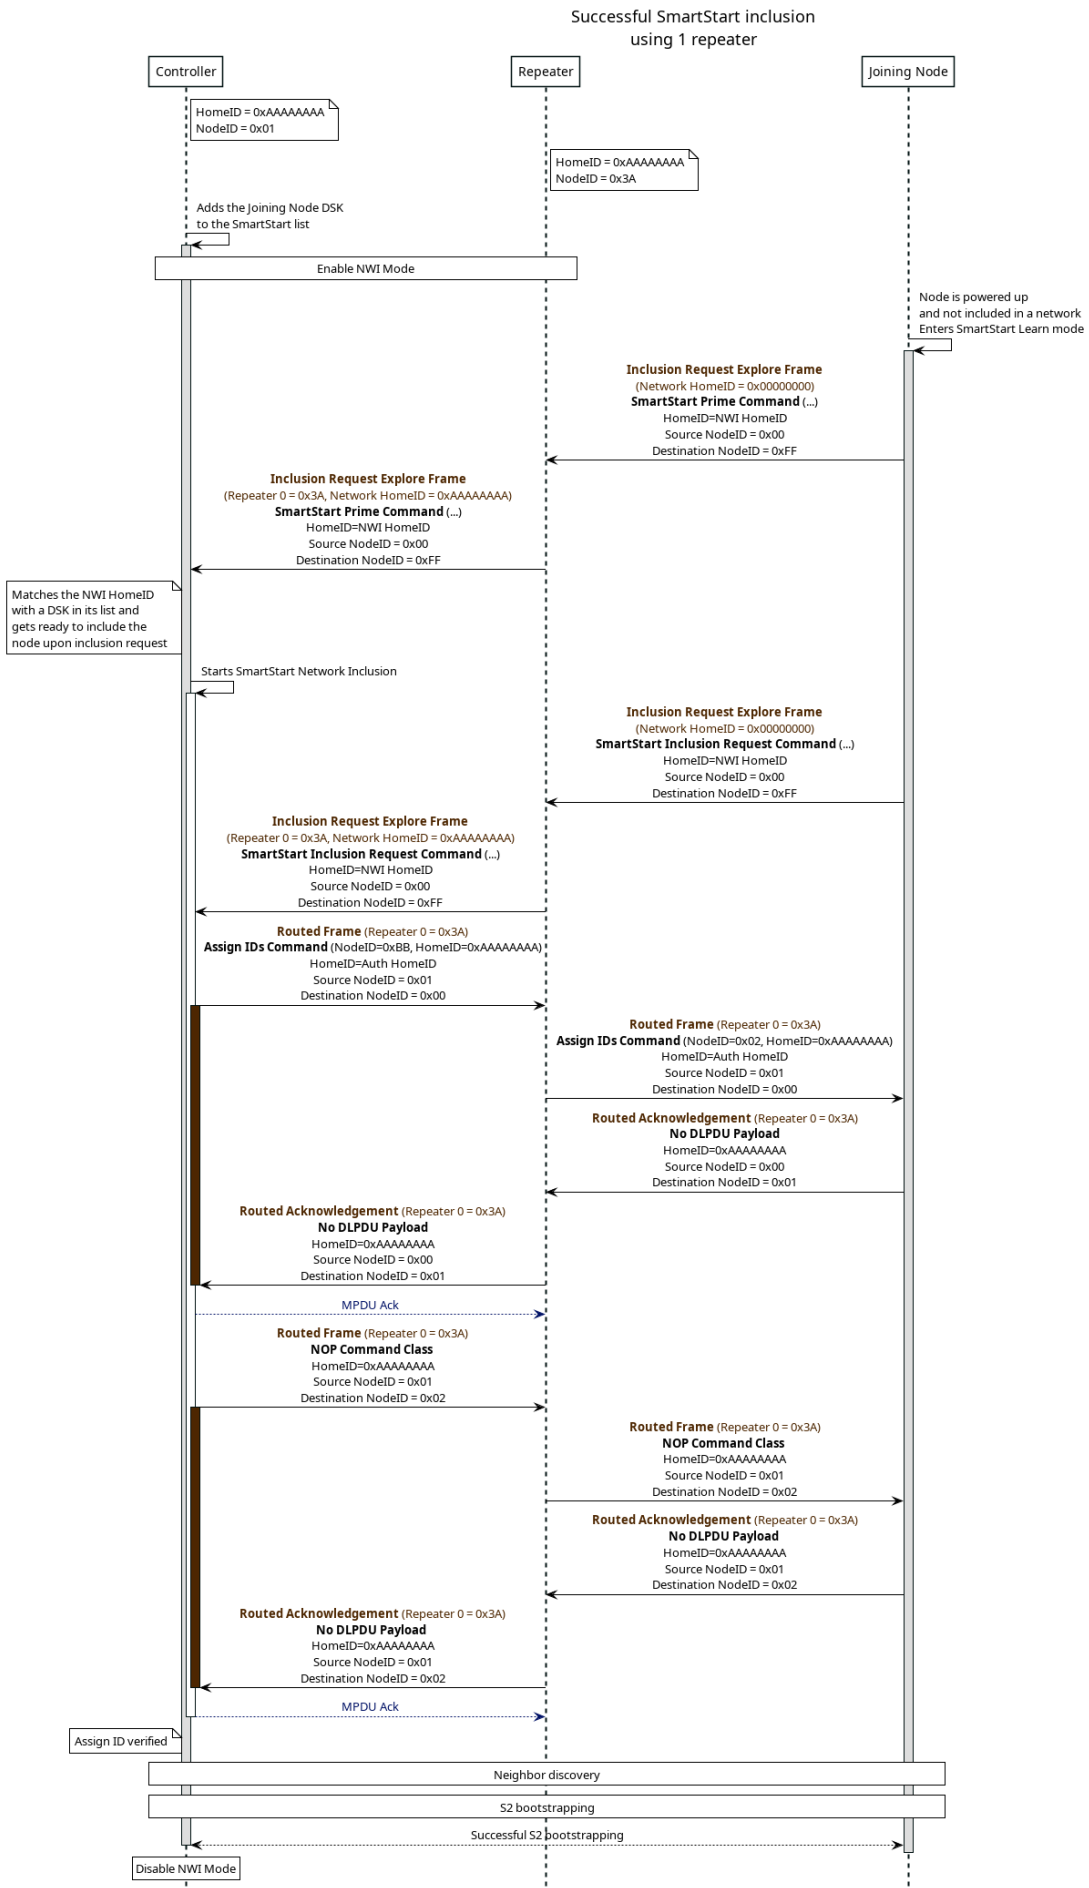 Successful SmartStart inclusion
using 1 repeater
Controller
Repeater
Joining Node
HomeID = 0xAAAAAAAA
NodeID = 0x01
HomeID = 0xAAAAAAAA
NodeID = 0x3A
Adds the Joining Node DSK
to the SmartStart list
Enable NWI Mode
Node is powered up
and not included in a network
Enters SmartStart Learn mode
Inclusion Request Explore Frame
(Network HomeID = 0x00000000)
SmartStart Prime Command (...)
HomeID=NWI HomeID
Source NodeID = 0x00
Destination NodeID = 0xFF
Inclusion Request Explore Frame
(Repeater 0 = 0x3A, Network HomeID = 0xAAAAAAAA)
SmartStart Prime Command (...)
HomeID=NWI HomeID
Source NodeID = 0x00
Destination NodeID = 0xFF
Matches the NWI HomeID
with a DSK in its list and
gets ready to include the
node upon inclusion request
Starts SmartStart Network Inclusion
Inclusion Request Explore Frame
(Network HomeID = 0x00000000)
SmartStart Inclusion Request Command (...)
HomeID=NWI HomeID
Source NodeID = 0x00
Destination NodeID = 0xFF
Inclusion Request Explore Frame
(Repeater 0 = 0x3A, Network HomeID = 0xAAAAAAAA)
SmartStart Inclusion Request Command (...)
HomeID=NWI HomeID
Source NodeID = 0x00
Destination NodeID = 0xFF
Routed Frame (Repeater 0 = 0x3A)
Assign IDs Command (NodeID=0xBB, HomeID=0xAAAAAAAA)
HomeID=Auth HomeID
Source NodeID = 0x01
Destination NodeID = 0x00
Routed Frame (Repeater 0 = 0x3A)
Assign IDs Command (NodeID=0x02, HomeID=0xAAAAAAAA)
HomeID=Auth HomeID
Source NodeID = 0x01
Destination NodeID = 0x00
Routed Acknowledgement (Repeater 0 = 0x3A)
No DLPDU Payload
HomeID=0xAAAAAAAA
Source NodeID = 0x00
Destination NodeID = 0x01
Routed Acknowledgement (Repeater 0 = 0x3A)
No DLPDU Payload
HomeID=0xAAAAAAAA
Source NodeID = 0x00
Destination NodeID = 0x01
MPDU Ack
Routed Frame (Repeater 0 = 0x3A)
NOP Command Class
HomeID=0xAAAAAAAA
Source NodeID = 0x01
Destination NodeID = 0x02
Routed Frame (Repeater 0 = 0x3A)
NOP Command Class
HomeID=0xAAAAAAAA
Source NodeID = 0x01
Destination NodeID = 0x02
Routed Acknowledgement (Repeater 0 = 0x3A)
No DLPDU Payload
HomeID=0xAAAAAAAA
Source NodeID = 0x01
Destination NodeID = 0x02
Routed Acknowledgement (Repeater 0 = 0x3A)
No DLPDU Payload
HomeID=0xAAAAAAAA
Source NodeID = 0x01
Destination NodeID = 0x02
MPDU Ack
Assign ID verified
Neighbor discovery
S2 bootstrapping
Successful S2 bootstrapping
Disable NWI Mode